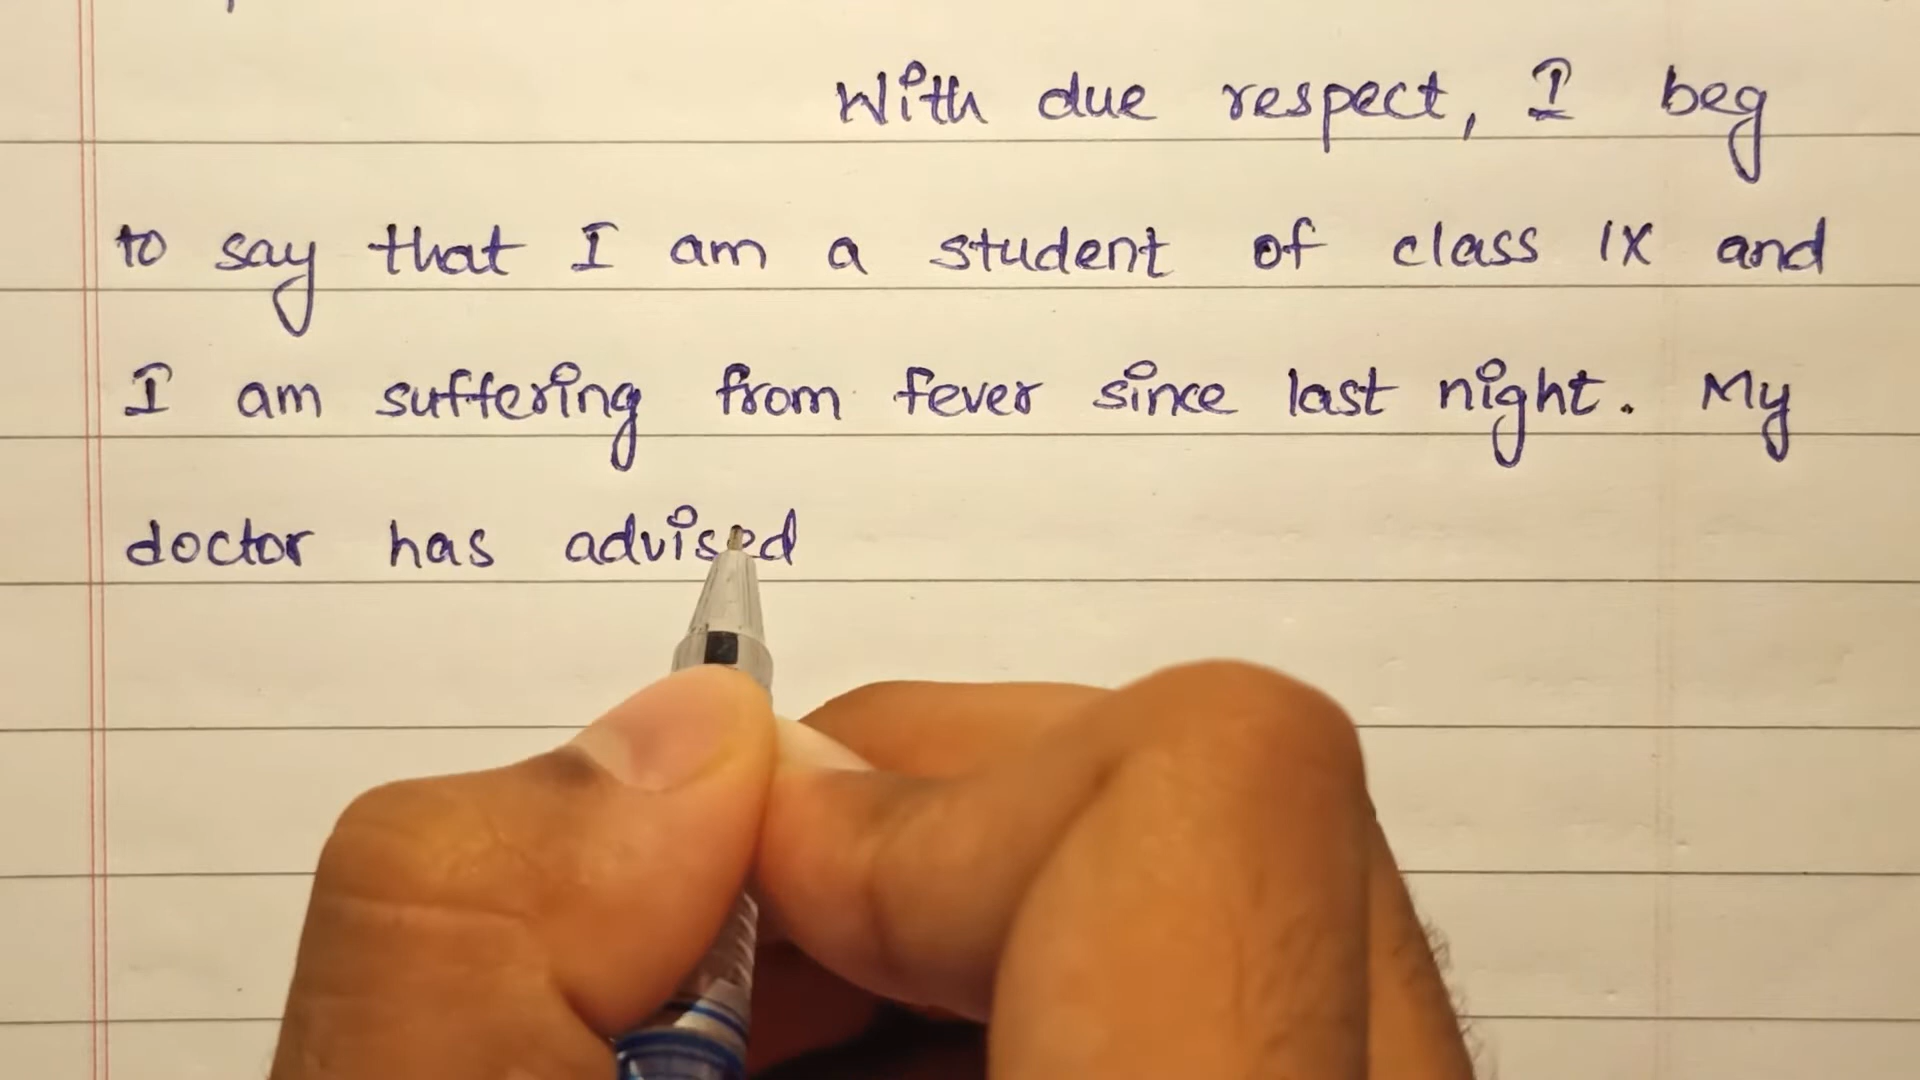 With due respect, I beg
to say that I am a student of class IX and
I am suffering from fever since last night. My
doctor has advised